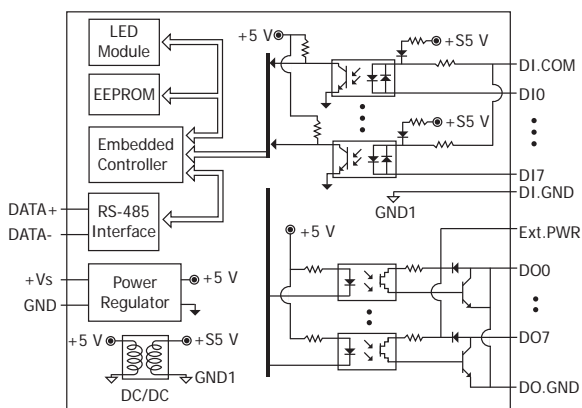 LED
Module
EEPROM
Embedded
Controller
RS-485
Interface
DATA+
DATA-
+Vs
GND
Power
Regulator
+5 V
+5 V
+S5 V
GND1
DC/DC
+5 V
+S5 V
DI.COM
DI0
+S5 V
DI7
DI.GND
GND1
+5 V
Ext.PWR
DO0
DO7
DO.GND